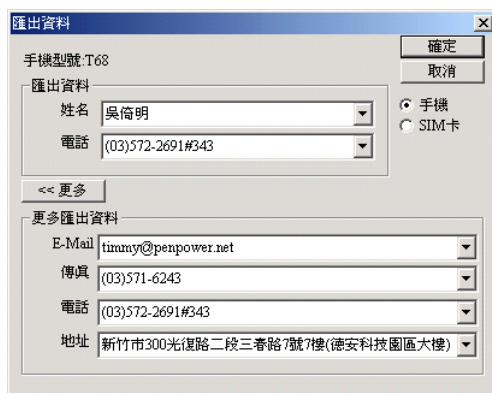 匯出資料
確定
取消
手機型號:T68
匯出資料
姓名 吳倚明
電話 (03)572-2691#343
手機
SIM卡
<< 更多
更多匯出資料
E-Mail timmy@penpower.net
傳眞 (03)571-6243
電話 (03)572-2691#343
地址 新竹市300光復路二段三春路7號7樓(德安科技園區大樓)